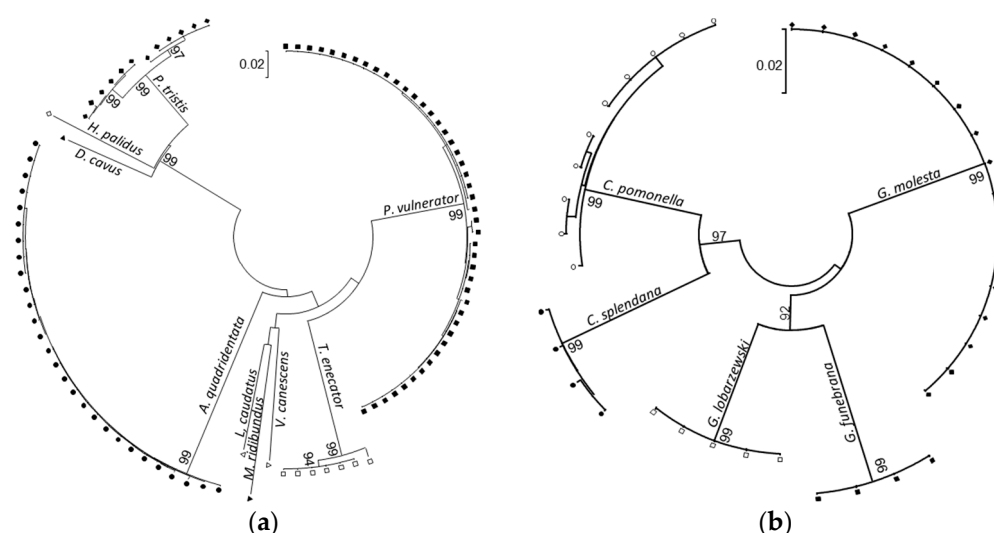 97
0.02
0.02
99
99
P. tristis
H. palidus
99
D. cavus
P. vulnerator
99
C. pomonella
99
G. molesta
99
97
C. splendana
99
92
A. quadridentata
99
L. caudatus
M. ridibundus
V. canescens
T. enecator
99
94
G. lobarzewski
99
G. funebrana
99
(a)
(b)